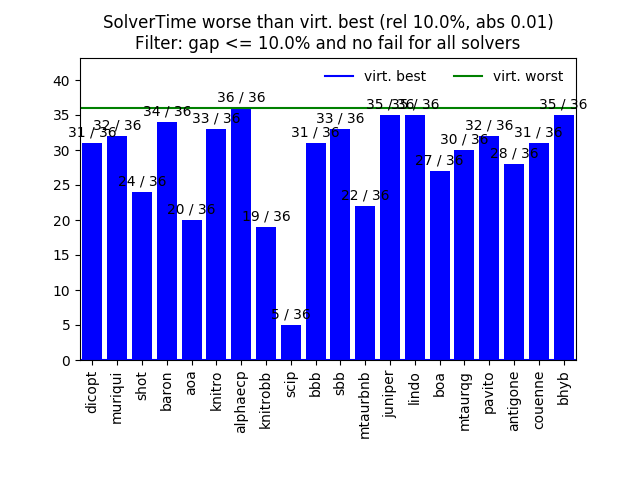 SolverTime worse than virt. best (rel 10.0%, abs 0.01)
Filter: gap <= 10.0% and no fail for all solvers
virt. best
virt. worst
40
35
30
25
20
15
10
5
0
31 / 36
32 / 36
24 / 36
34 / 36
20 / 36
33 / 36
36 / 36
19 / 36
5 / 36
31 / 36
33 / 36
22 / 36
35 / 36
35 / 36
27 / 36
30 / 36
32 / 36
28 / 36
31 / 36
35 / 36
dicopt
muriqui
shot
baron
aoa
knitro
alphaecp
knitrobb
scip
bbb
sbb
mtaurbnb
juniper
lindo
boa
mtaurqg
pavito
antigone
couenne
bhyb